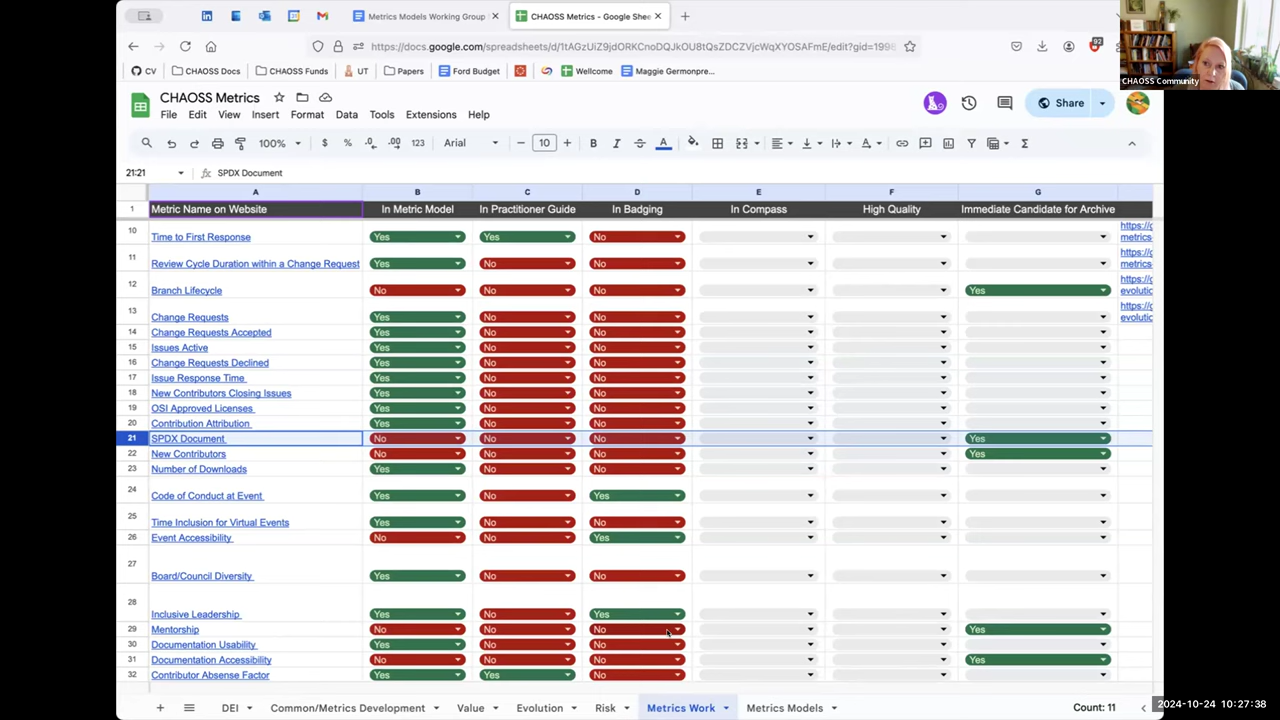 Metrics Models Working Group
CHAOSS Metrics - Google Shee
https://docs.google.com/spreadsheets/d/1tAGzUiZ9jdORKCnoDQJkOU8tQsZDCZVjcWqXYOSAFmE/edit?gid=1998
92
CV
CHAOSS Docs
CHAOSS Funds
UT
Papers
Ford Budget
Wellcome
Maggie Germonpre...
CHAOSS Community
CHAOSS Metrics
Share
File Edit View Insert Format Data Tools Extensions Help
100% $ % .0 .00 123 Arial 10 B I A
21:21 fx SPDX Document
A B C D E F G
1 Metric Name on Website In Metric Model In Practitioner Guide In Badging In Compass High Quality Immediate Candidate for Archive
10 Time to First Response Yes Yes No https://g metrics-
11 Review Cycle Duration within a Change Request Yes No No https://g metrics-
12 Branch Lifecycle No No No Yes https://g evolutic
13 Change Requests Yes No No https://g evolutic
14 Change Requests Accepted Yes No No
15 Issues Active Yes No No
16 Change Requests Declined Yes No No
17 Issue Response Time Yes No No
18 New Contributors Closing Issues Yes No No
19 OSI Approved Licenses Yes No No
20 Contribution Attribution Yes No No
21 SPDX Document No No No Yes
22 New Contributors No No No Yes
23 Number of Downloads Yes No No
24 Code of Conduct at Event Yes No Yes
25 Time Inclusion for Virtual Events Yes No No
26 Event Accessibility No No Yes
27 Board/Council Diversity Yes No No
28 Inclusive Leadership Yes No Yes
29 Mentorship No No No Yes
30 Documentation Usability Yes No No
31 Documentation Accessibility No No No Yes
32 Contributor Absense Factor Yes Yes No
DEI Common/Metrics Development Value Evolution Risk Metrics Work Metrics Models Count: 11
2024-10-24 10:27:38